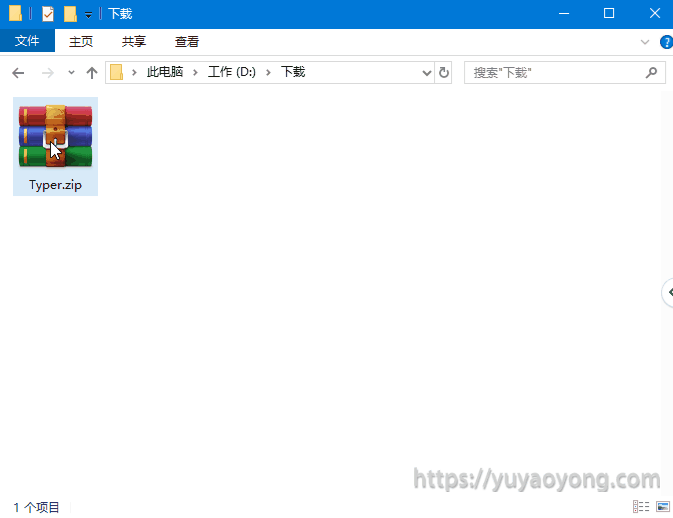 下载
文件 主页 共享 查看
此电脑 工作 (D:) 下载 搜索"下载"
Typer.zip
https://yuyaoyong.com
1 个项目